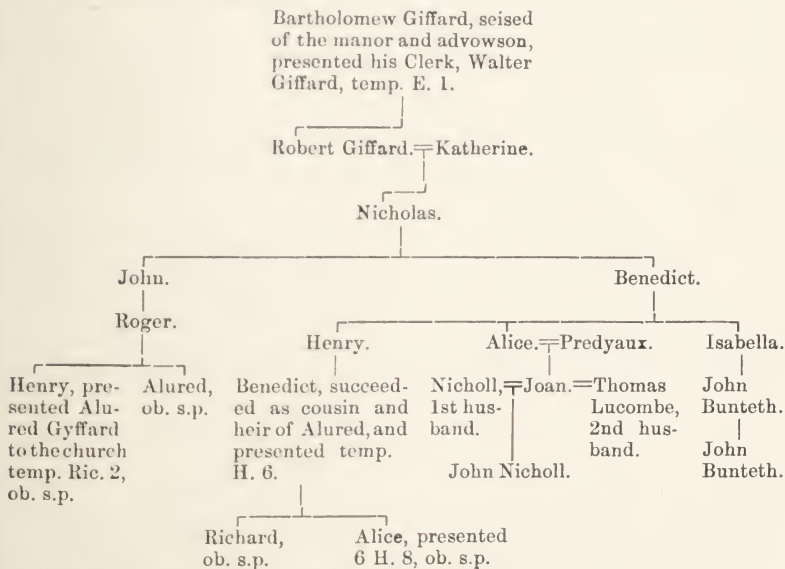 Bartholomew Giffard, seised
of the manor and advowson,
presented his Clerk, Walter
Giffard, temp. E. 1.
Robert Giffard.=Katherine.
Nicholas.
John.
Benedict.
Roger.
Henry.
Alice.=Predyaux.
Isabella.
Henry, pre-
sented Alu-
red Gyffard
to the church
temp. Ric. 2,
ob. s.p.
Alured,
ob. s.p.
Benedict, succeed-
ed as cousin and
heir of Alured, and
presented temp.
H. 6.
Nicholl,=Joan.=Thomas
1st hus-
band.
Lucombe,
2nd hus-
band.
John
Bunteth.
John Nicholl.
John
Bunteth.
Richard,
ob. s.p.
Alice, presented
6 H. 8, ob. s.p.